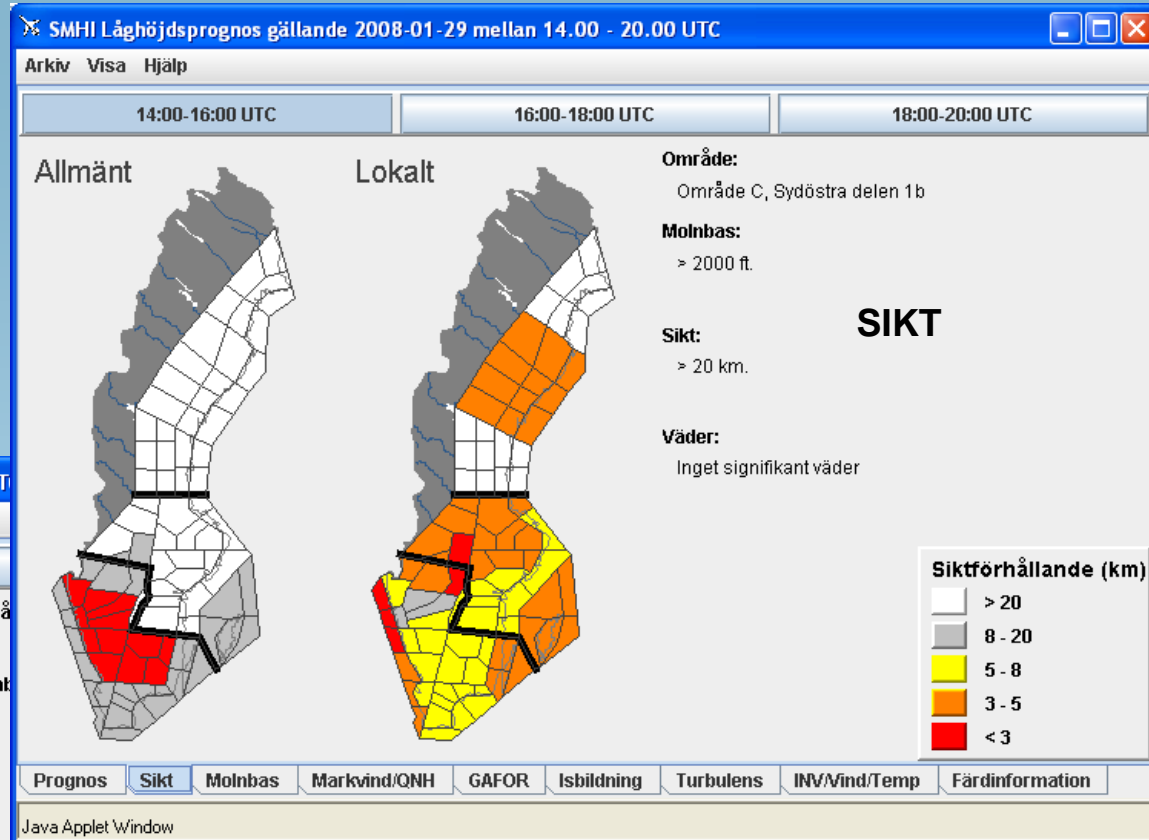 SMHI Låghöjdsprognos gällande 2008-01-29 mellan 14.00 - 20.00 UTC
Arkiv Visa Hjälp
14:00-16:00 UTC 16:00-18:00 UTC 18:00-20:00 UTC
Allmänt
Lokalt
Område:
Område C, Sydöstra delen 1b
Molnbas:
> 2000 ft.
SIKT
Sikt:
> 20 km.
Väder:
Inget signifikant väder
Siktförhållande (km)
> 20
8 - 20
5 - 8
3 - 5
< 3
Prognos Sikt Molnbas Markvind/QNH GAFOR Isbildning Turbulens INV/Vind/Temp Färdinformation
Java Applet Window